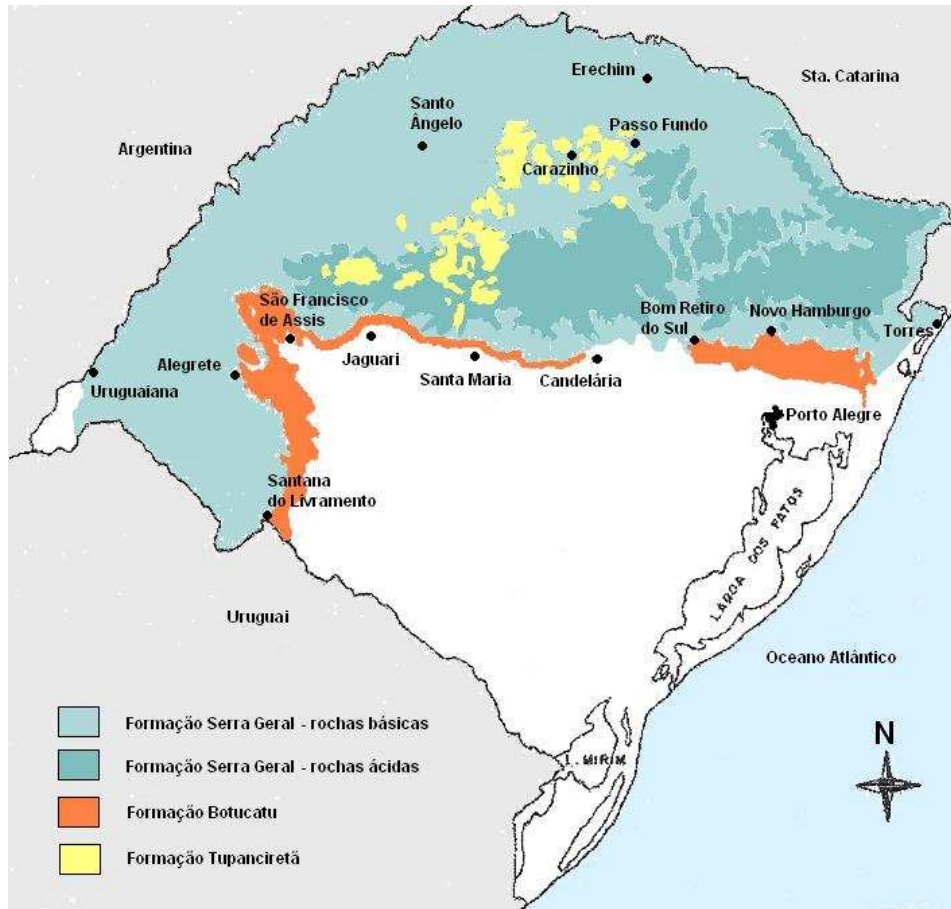 Erechim
Sta. Catarina
Santo
Ângelo
Passo Fundo
Argentina
Carazinho
São Francisco
de Assis
Bom Retiro
do Sul
Novo Hamburgo
Torres
Alegrete
Jaguari
Uruguaiana
Santa Maria
Candelária
Porto Alegre
Santana
do Livramento
LAGOA DOS PATOS
Uruguai
Oceano Atlântico
Formação Serra Geral - rochas básicas
N
L. MIRIM
Formação Serra Geral - rochas ácidas
Formação Botucatu
Formação Tupanciretã